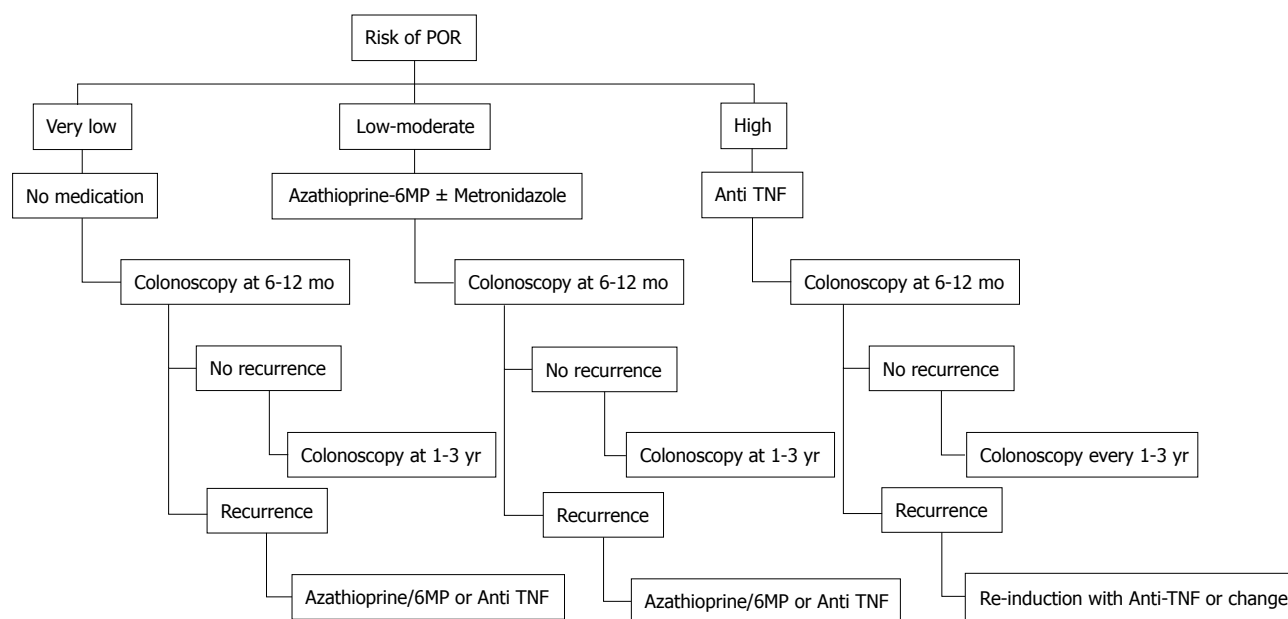 Risk of POR
Very low
Low-moderate
High
No medication
Azathioprine-6MP ± Metronidazole
Anti TNF
Colonoscopy at 6-12 mo
Colonoscopy at 6-12 mo
Colonoscopy at 6-12 mo
No recurrence
No recurrence
No recurrence
Colonoscopy at 1-3 yr
Colonoscopy at 1-3 yr
Colonoscopy every 1-3 yr
Recurrence
Recurrence
Recurrence
Azathioprine/6MP or Anti TNF
Azathioprine/6MP or Anti TNF
Re-induction with Anti-TNF or change